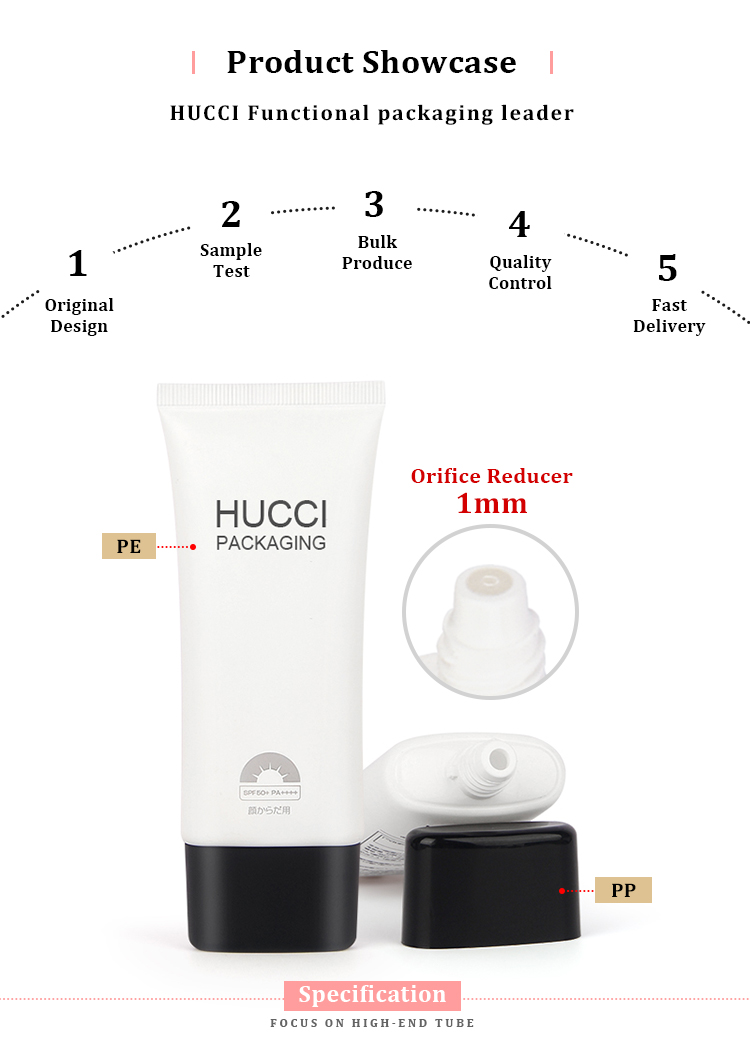 Product Showcase
HUCCI Functional packaging leader
1
Original
Design
2
Sample
Test
3
Bulk
Produce
4
Quality
Control
5
Fast
Delivery
Orifice Reducer
1mm
HUCCI
PACKAGING
PE
SPF50+ PA++++
顔からだ用
PP
Specification
FOCUS ON HIGH-END TUBE